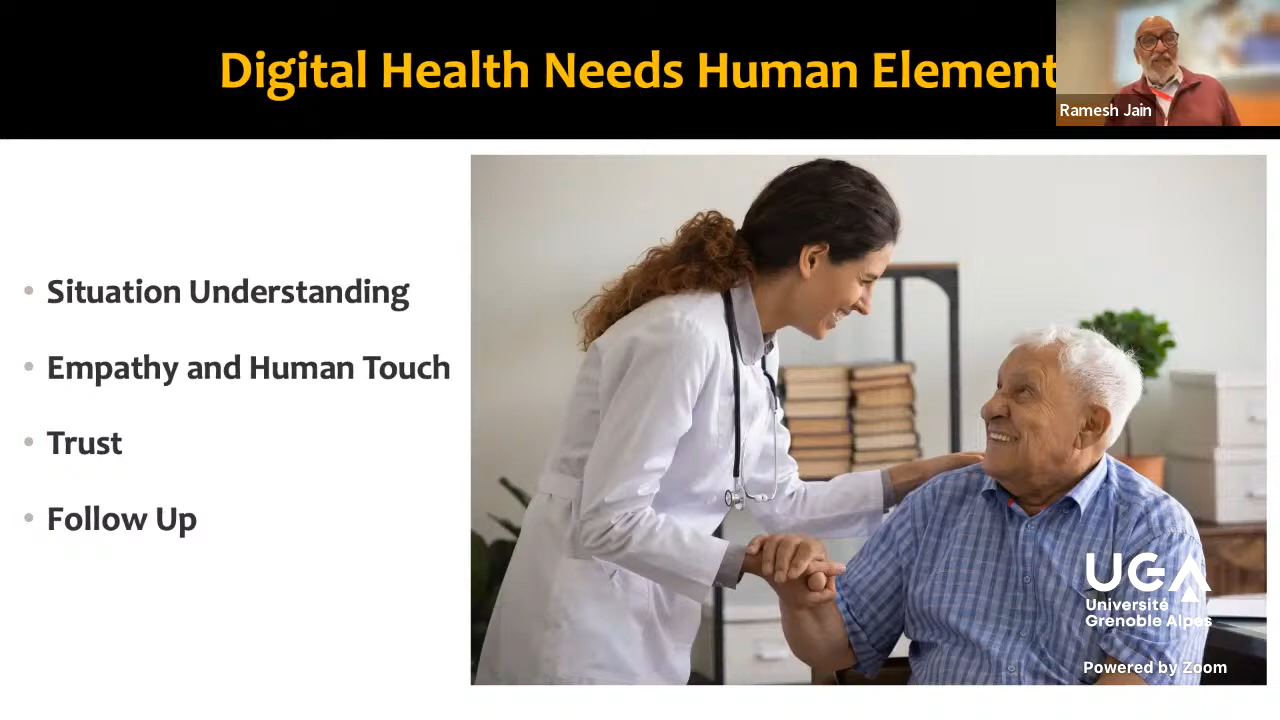 Digital Health Needs Human Element
Ramesh Jain
Situation Understanding
Empathy and Human Touch
Trust
Follow Up
UGA
Université
Grenoble Alpes
Powered by Zoom